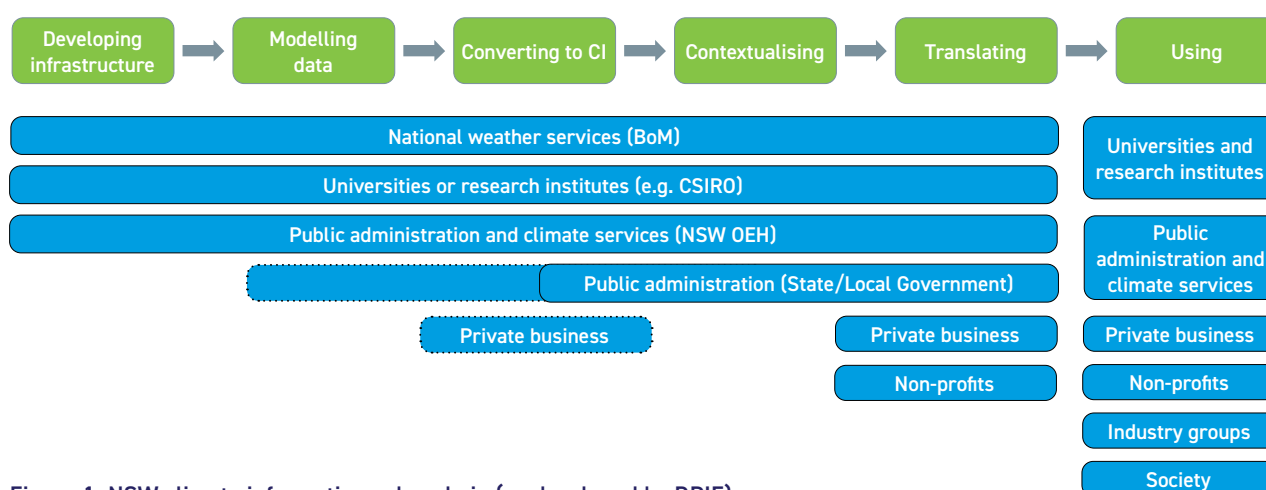 Developing
infrastructure
Modelling
data
Converting to CI
Contextualising
Translating
Using
National weather services (BoM)
Universities or research institutes (e.g. CSIRO)
Public administration and climate services (NSW OEH)
Public administration (State/Local Government)
Private business
Private business
Non-profits
Universities and
research institutes
Public
administration and
climate services
Private business
Non-profits
Industry groups
Society